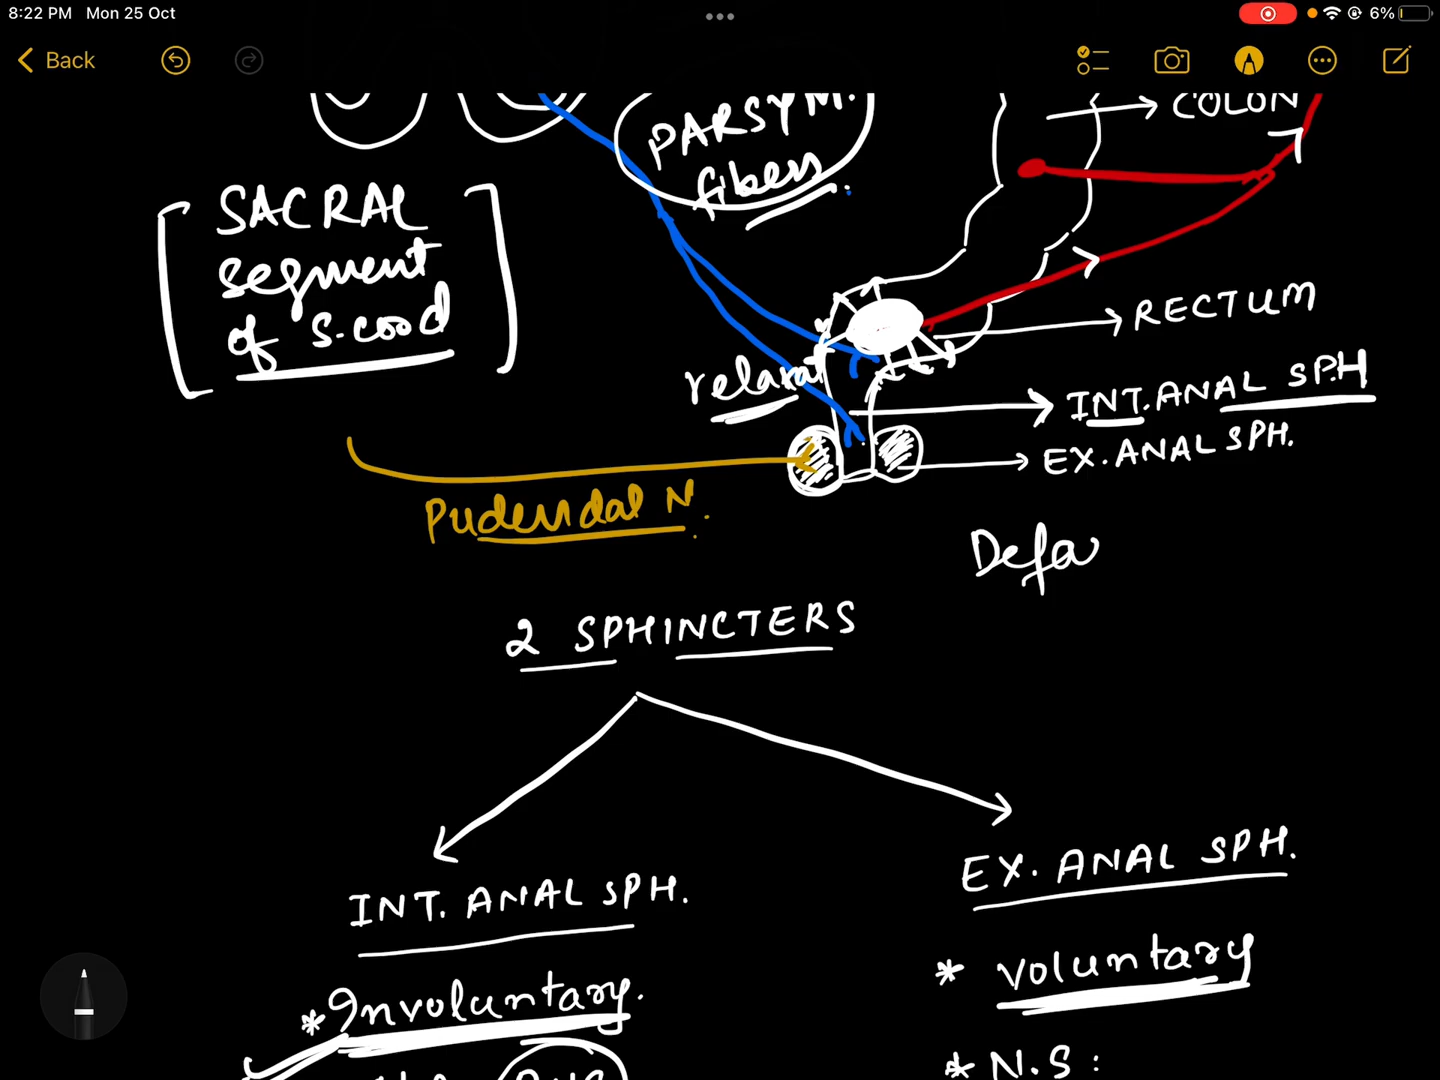 8:22 PM Mon 25 Oct
6%
Back
COLON
PARSYM.
fibers
SACRAL
segment
of s.cord
RECTUM
relaxat
INT. ANAL SPH
EX. ANAL SPH.
Pudendal N.
Defa
2 SPHINCTERS
EX. ANAL SPH.
INT. ANAL SPH.
* voluntary
* Involuntary.
* N.S :